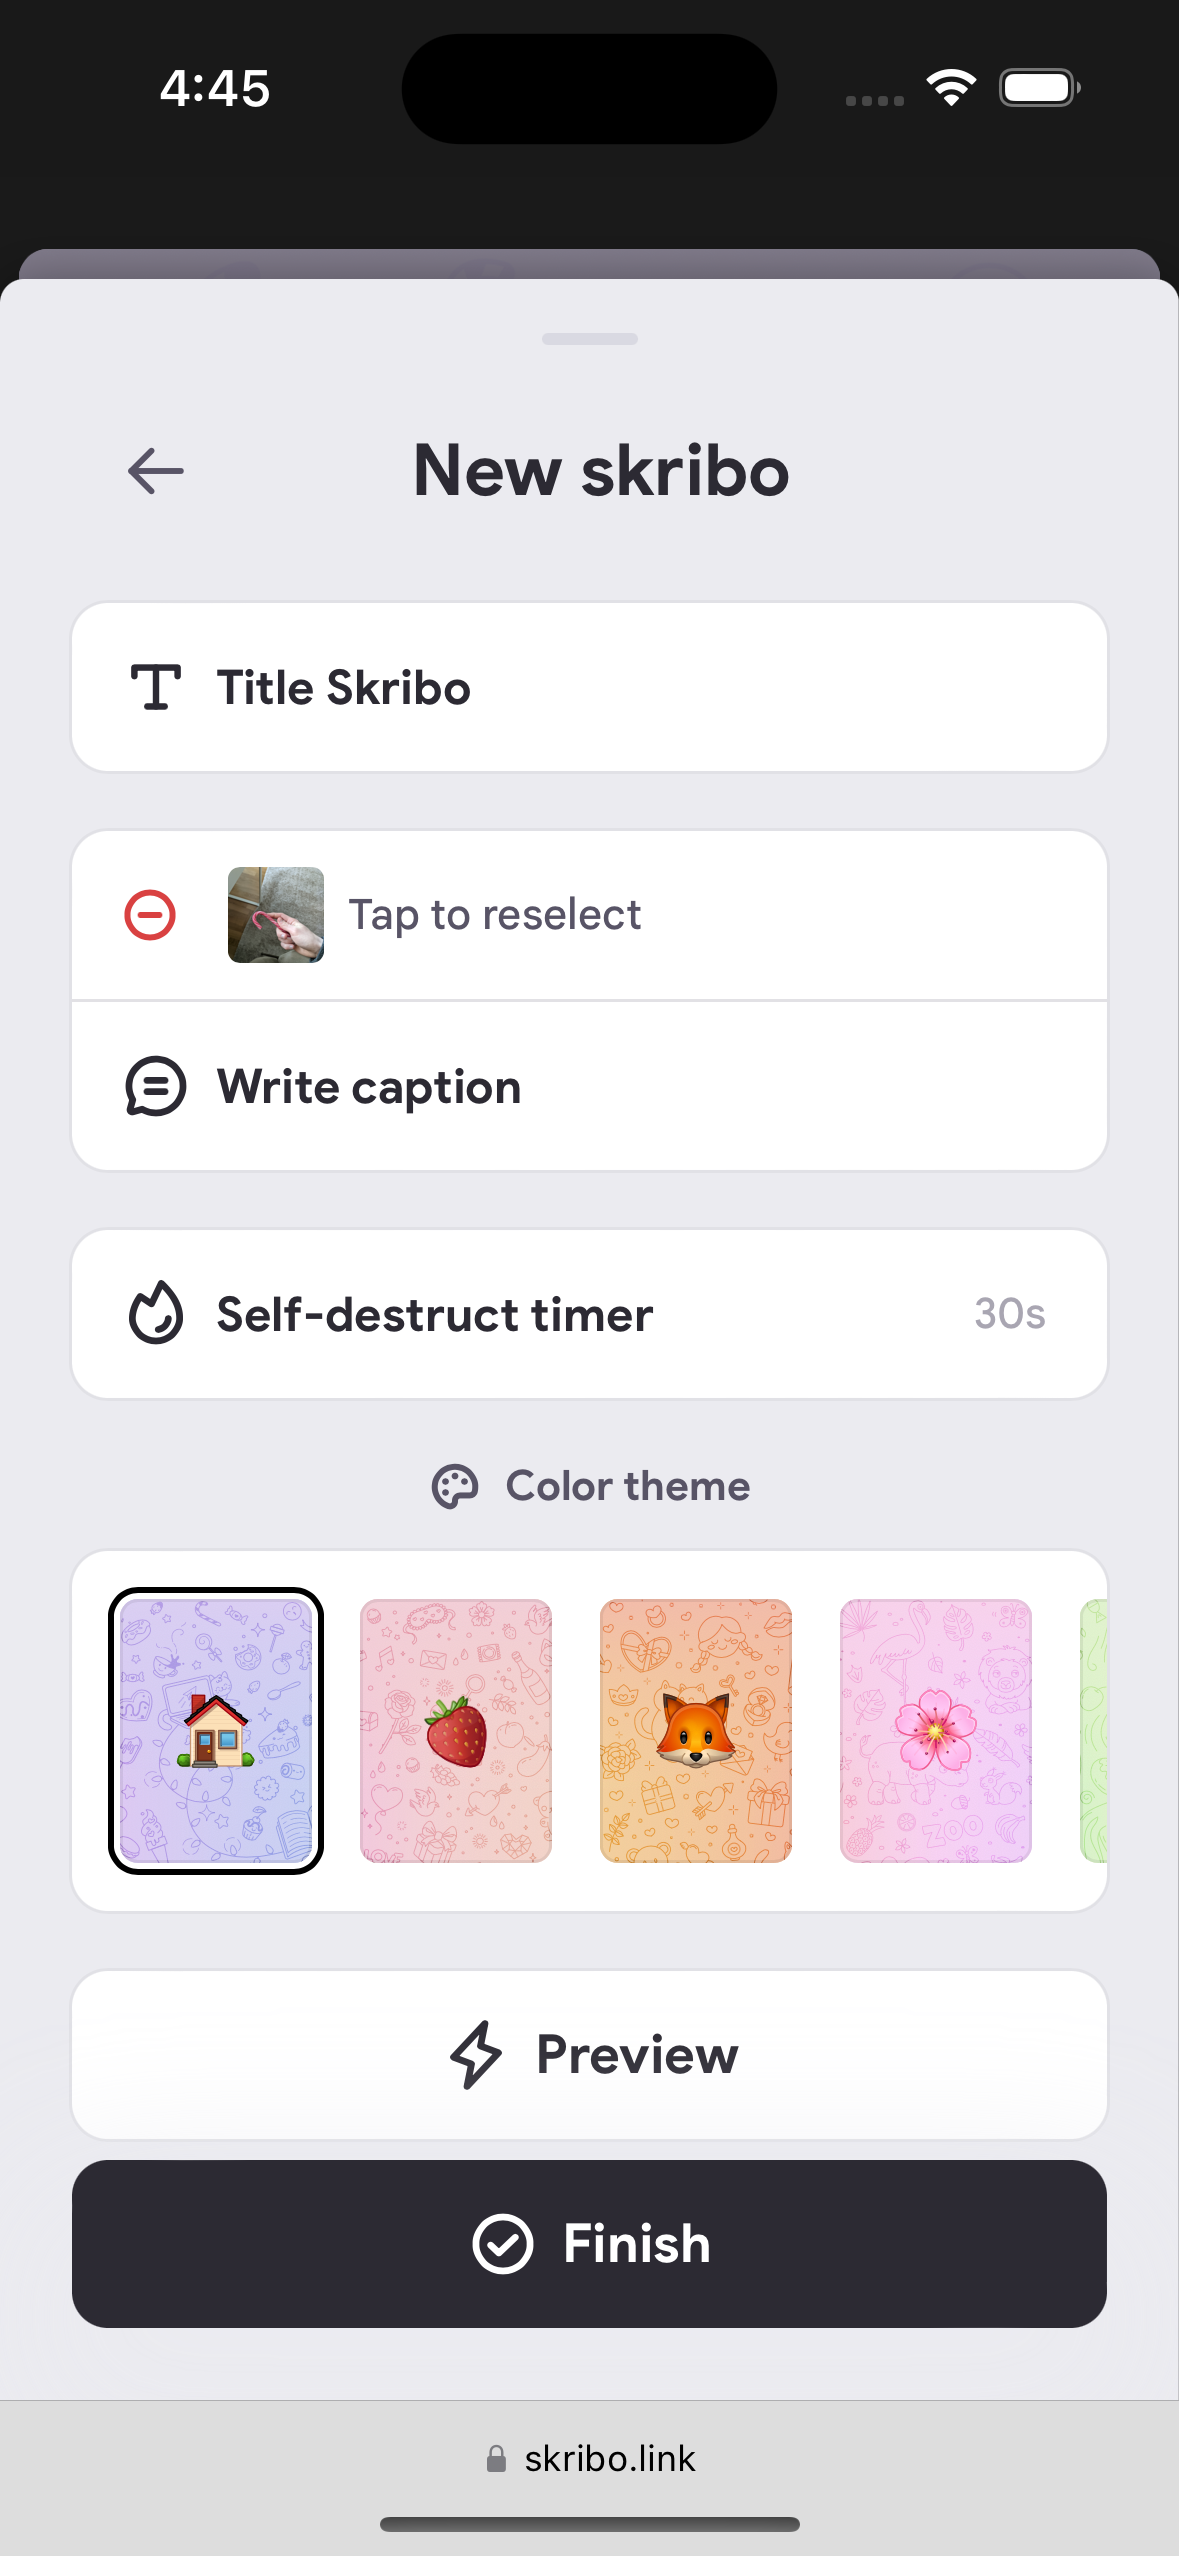 4:45
New skribo
Title Skribo
Tap to reselect
Write caption
Self-destruct timer 30s
Color theme
ZOO
Preview
Finish
skribo.link